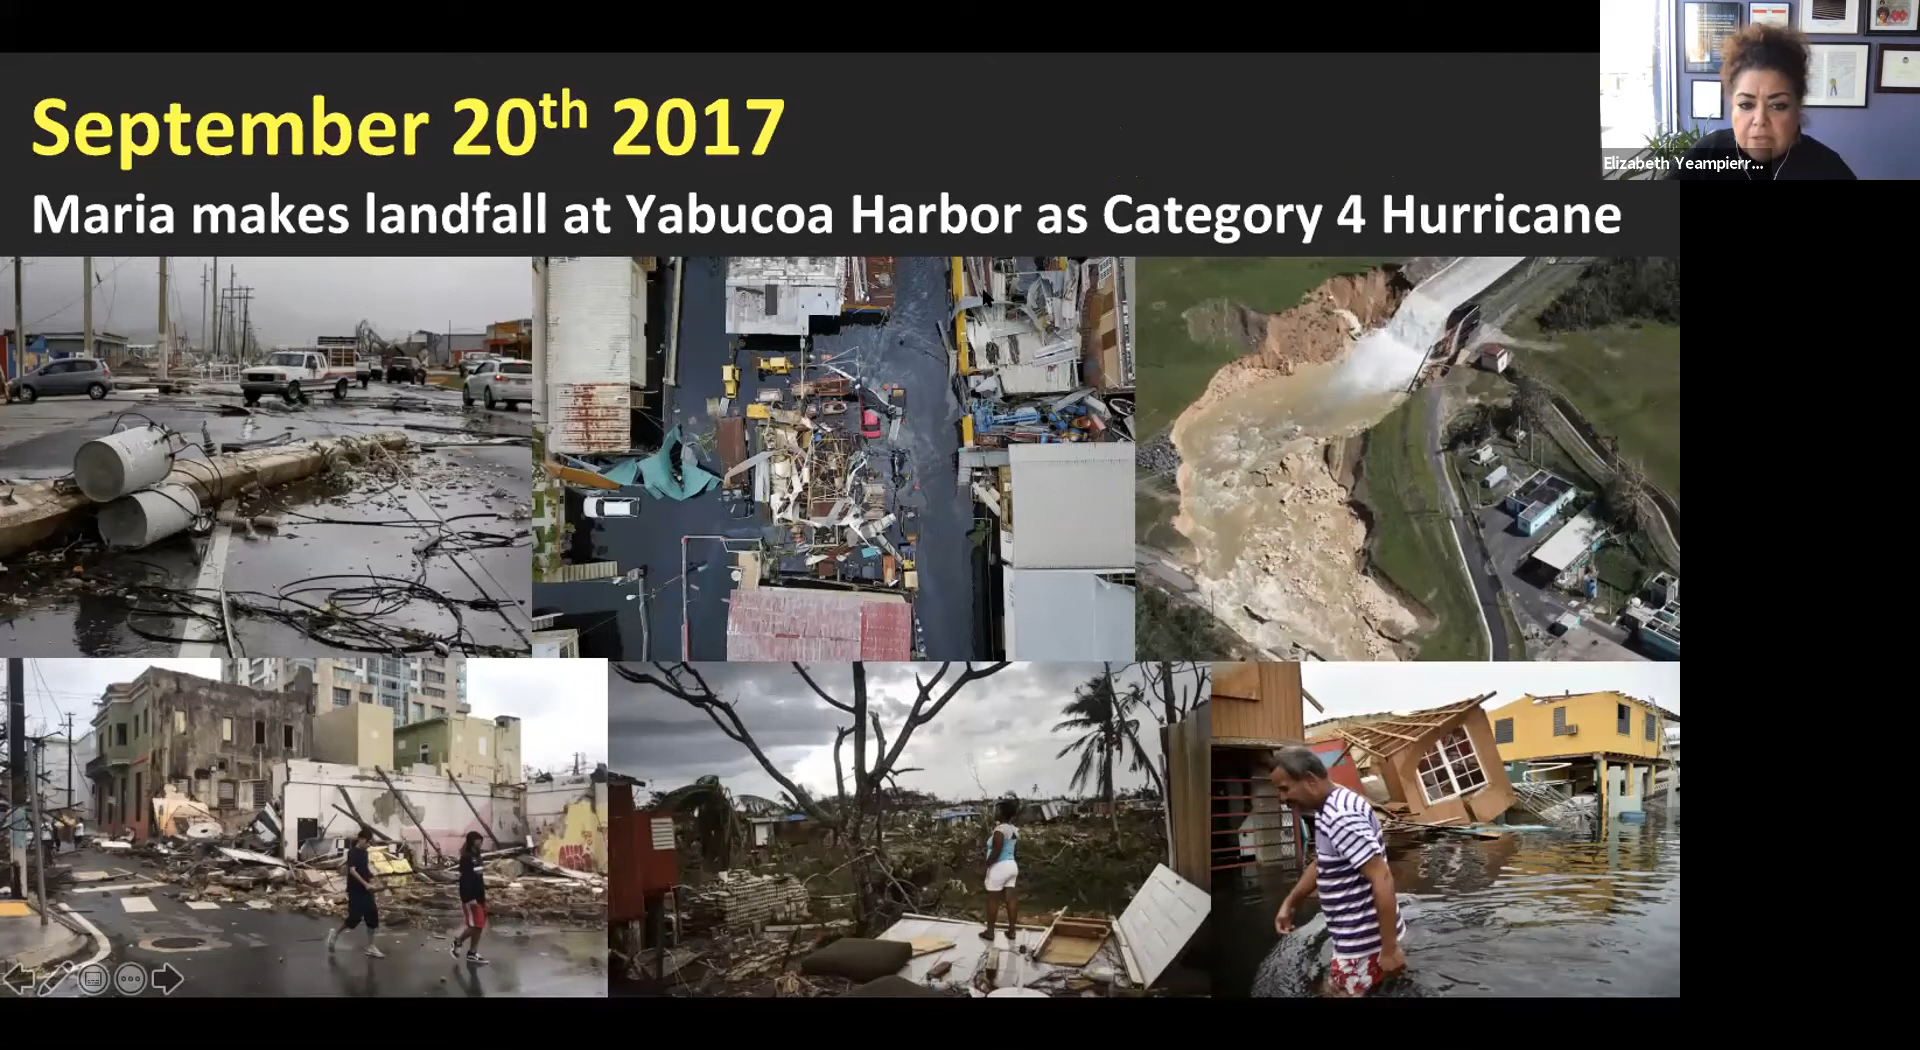 September 20th 2017
Maria makes landfall at Yabucoa Harbor as Category 4 Hurricane
Elizabeth Yeampierr...